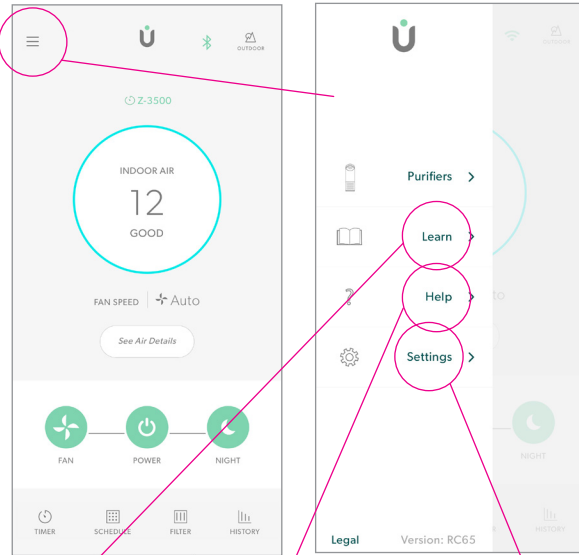 OUTDOOR
Z-3500
INDOOR AIR
12
GOOD
FAN SPEED Auto
See Air Details
FAN
POWER
NIGHT
TIMER
SCHEDULE
FILTER
HISTORY
OUTDOOR
Purifiers
Learn
Help
to
Settings
NIGHT
HISTORY
Legal
Version: RC65